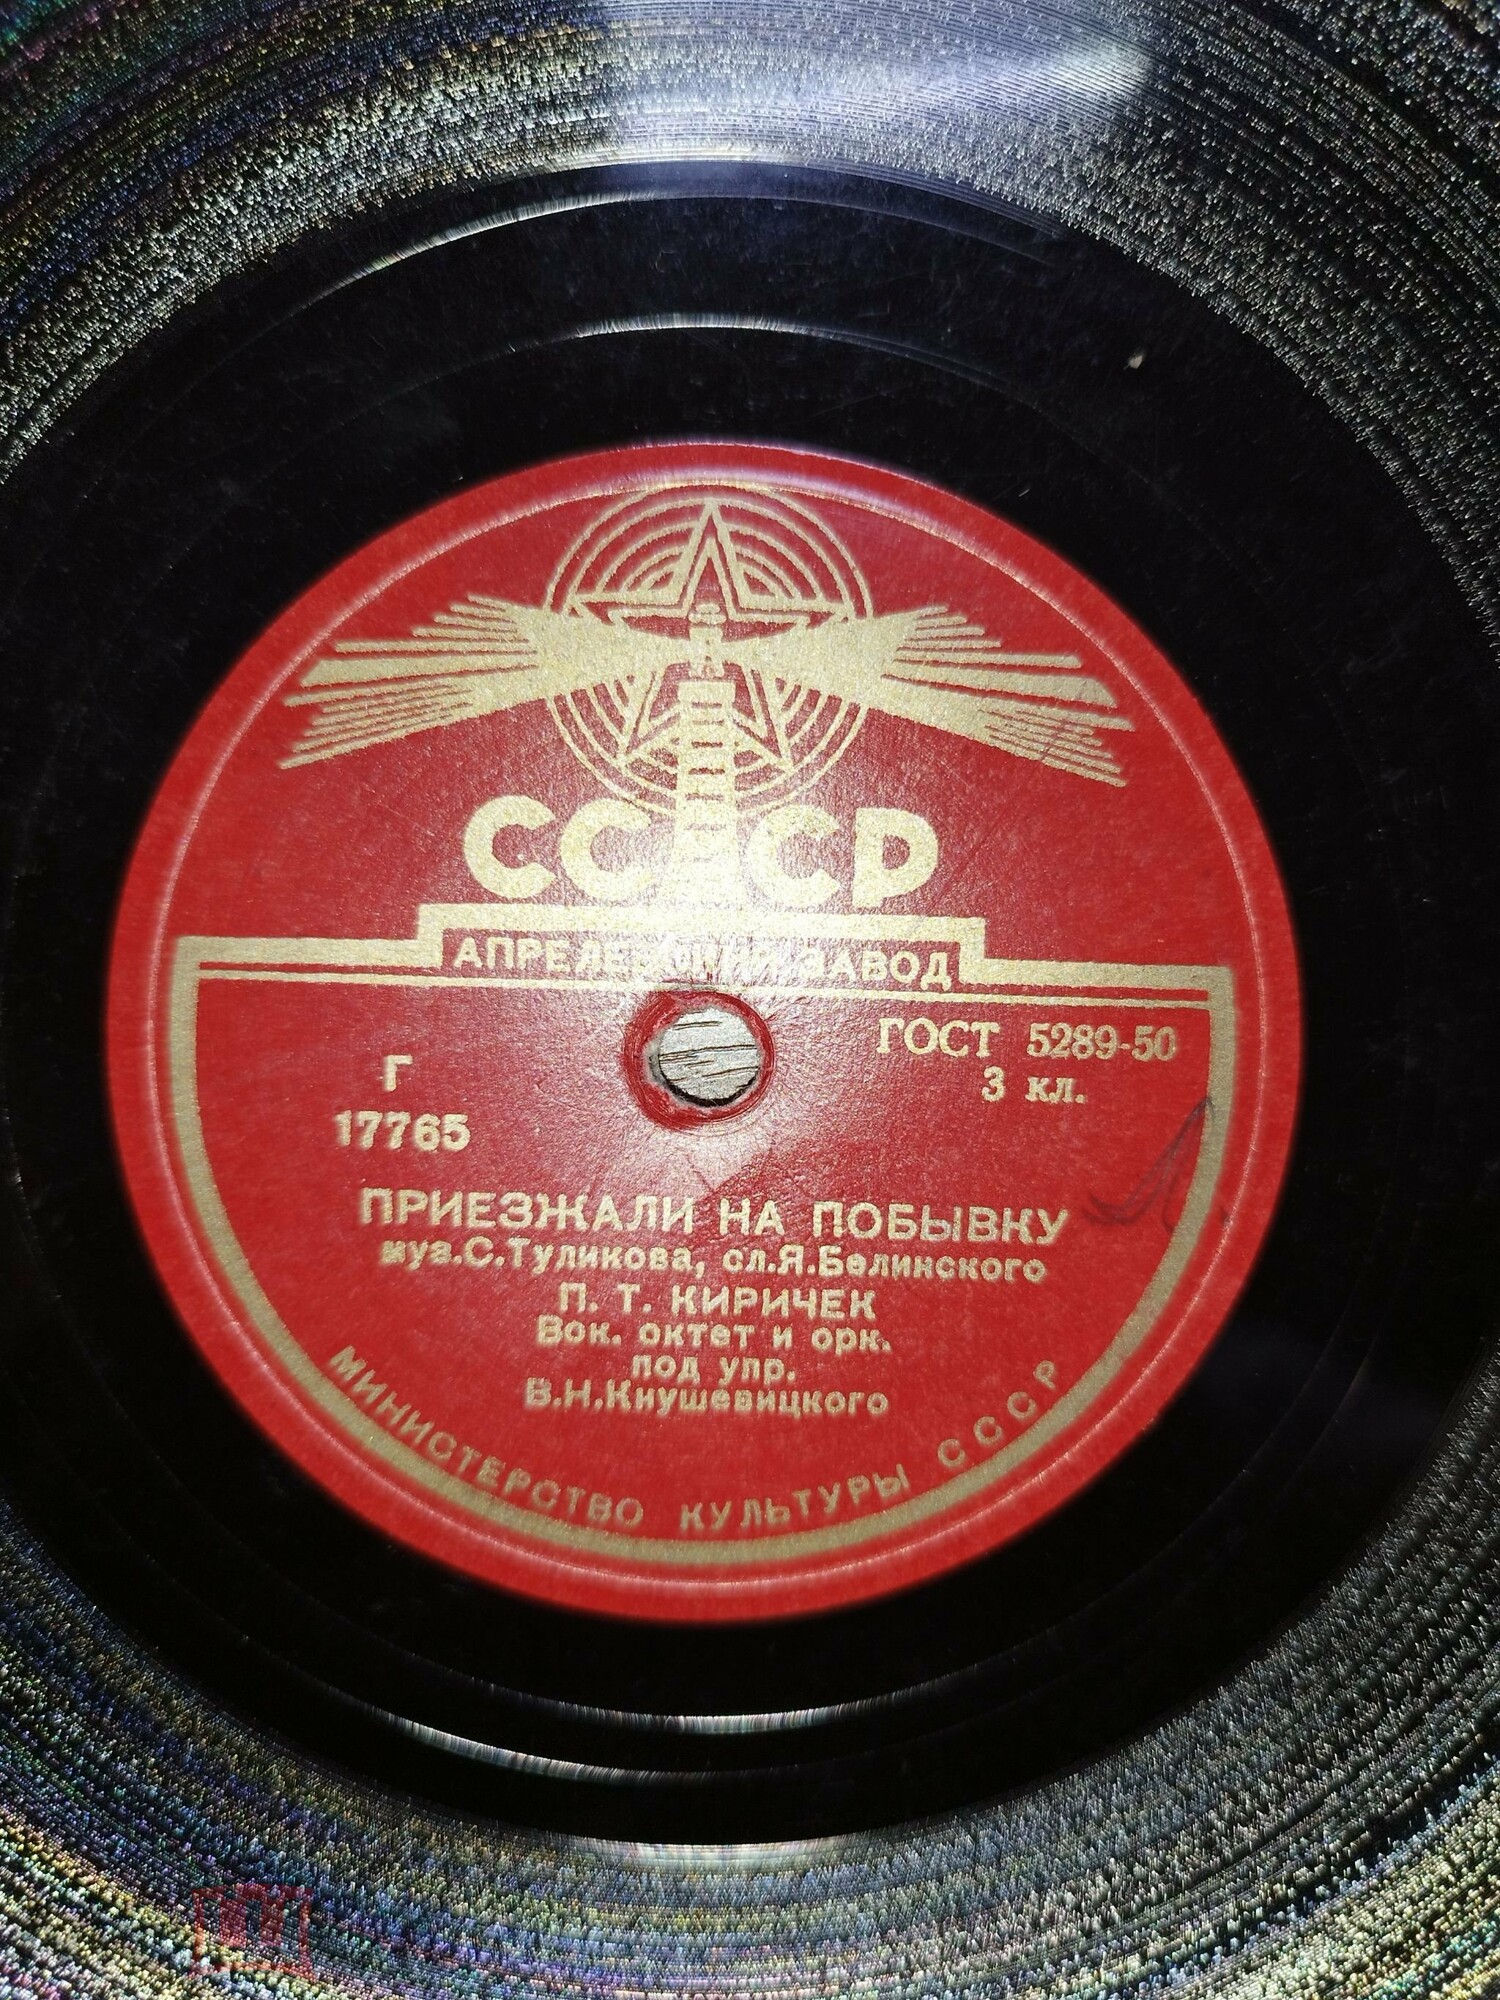 СССР
АПРЕЛЕВСКИЙ ЗАВОД
ГОСТ 5289-50
3 кл.
Г
17765
ПРИЕЗЖАЛИ НА ПОБЫВКУ
муз.С.Туликова, сл.Я.Белинского
П. Т. КИРИЧЕК
Вок. октет и орк.
под упр.
В.Н.Кнушевицкого
МИНИСТЕРСТВО КУЛЬТУРЫ СССР